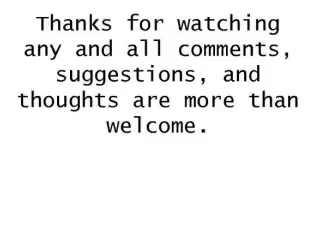 Thanks for watching
any and all comments,
suggestions, and
thoughts are more than
welcome.